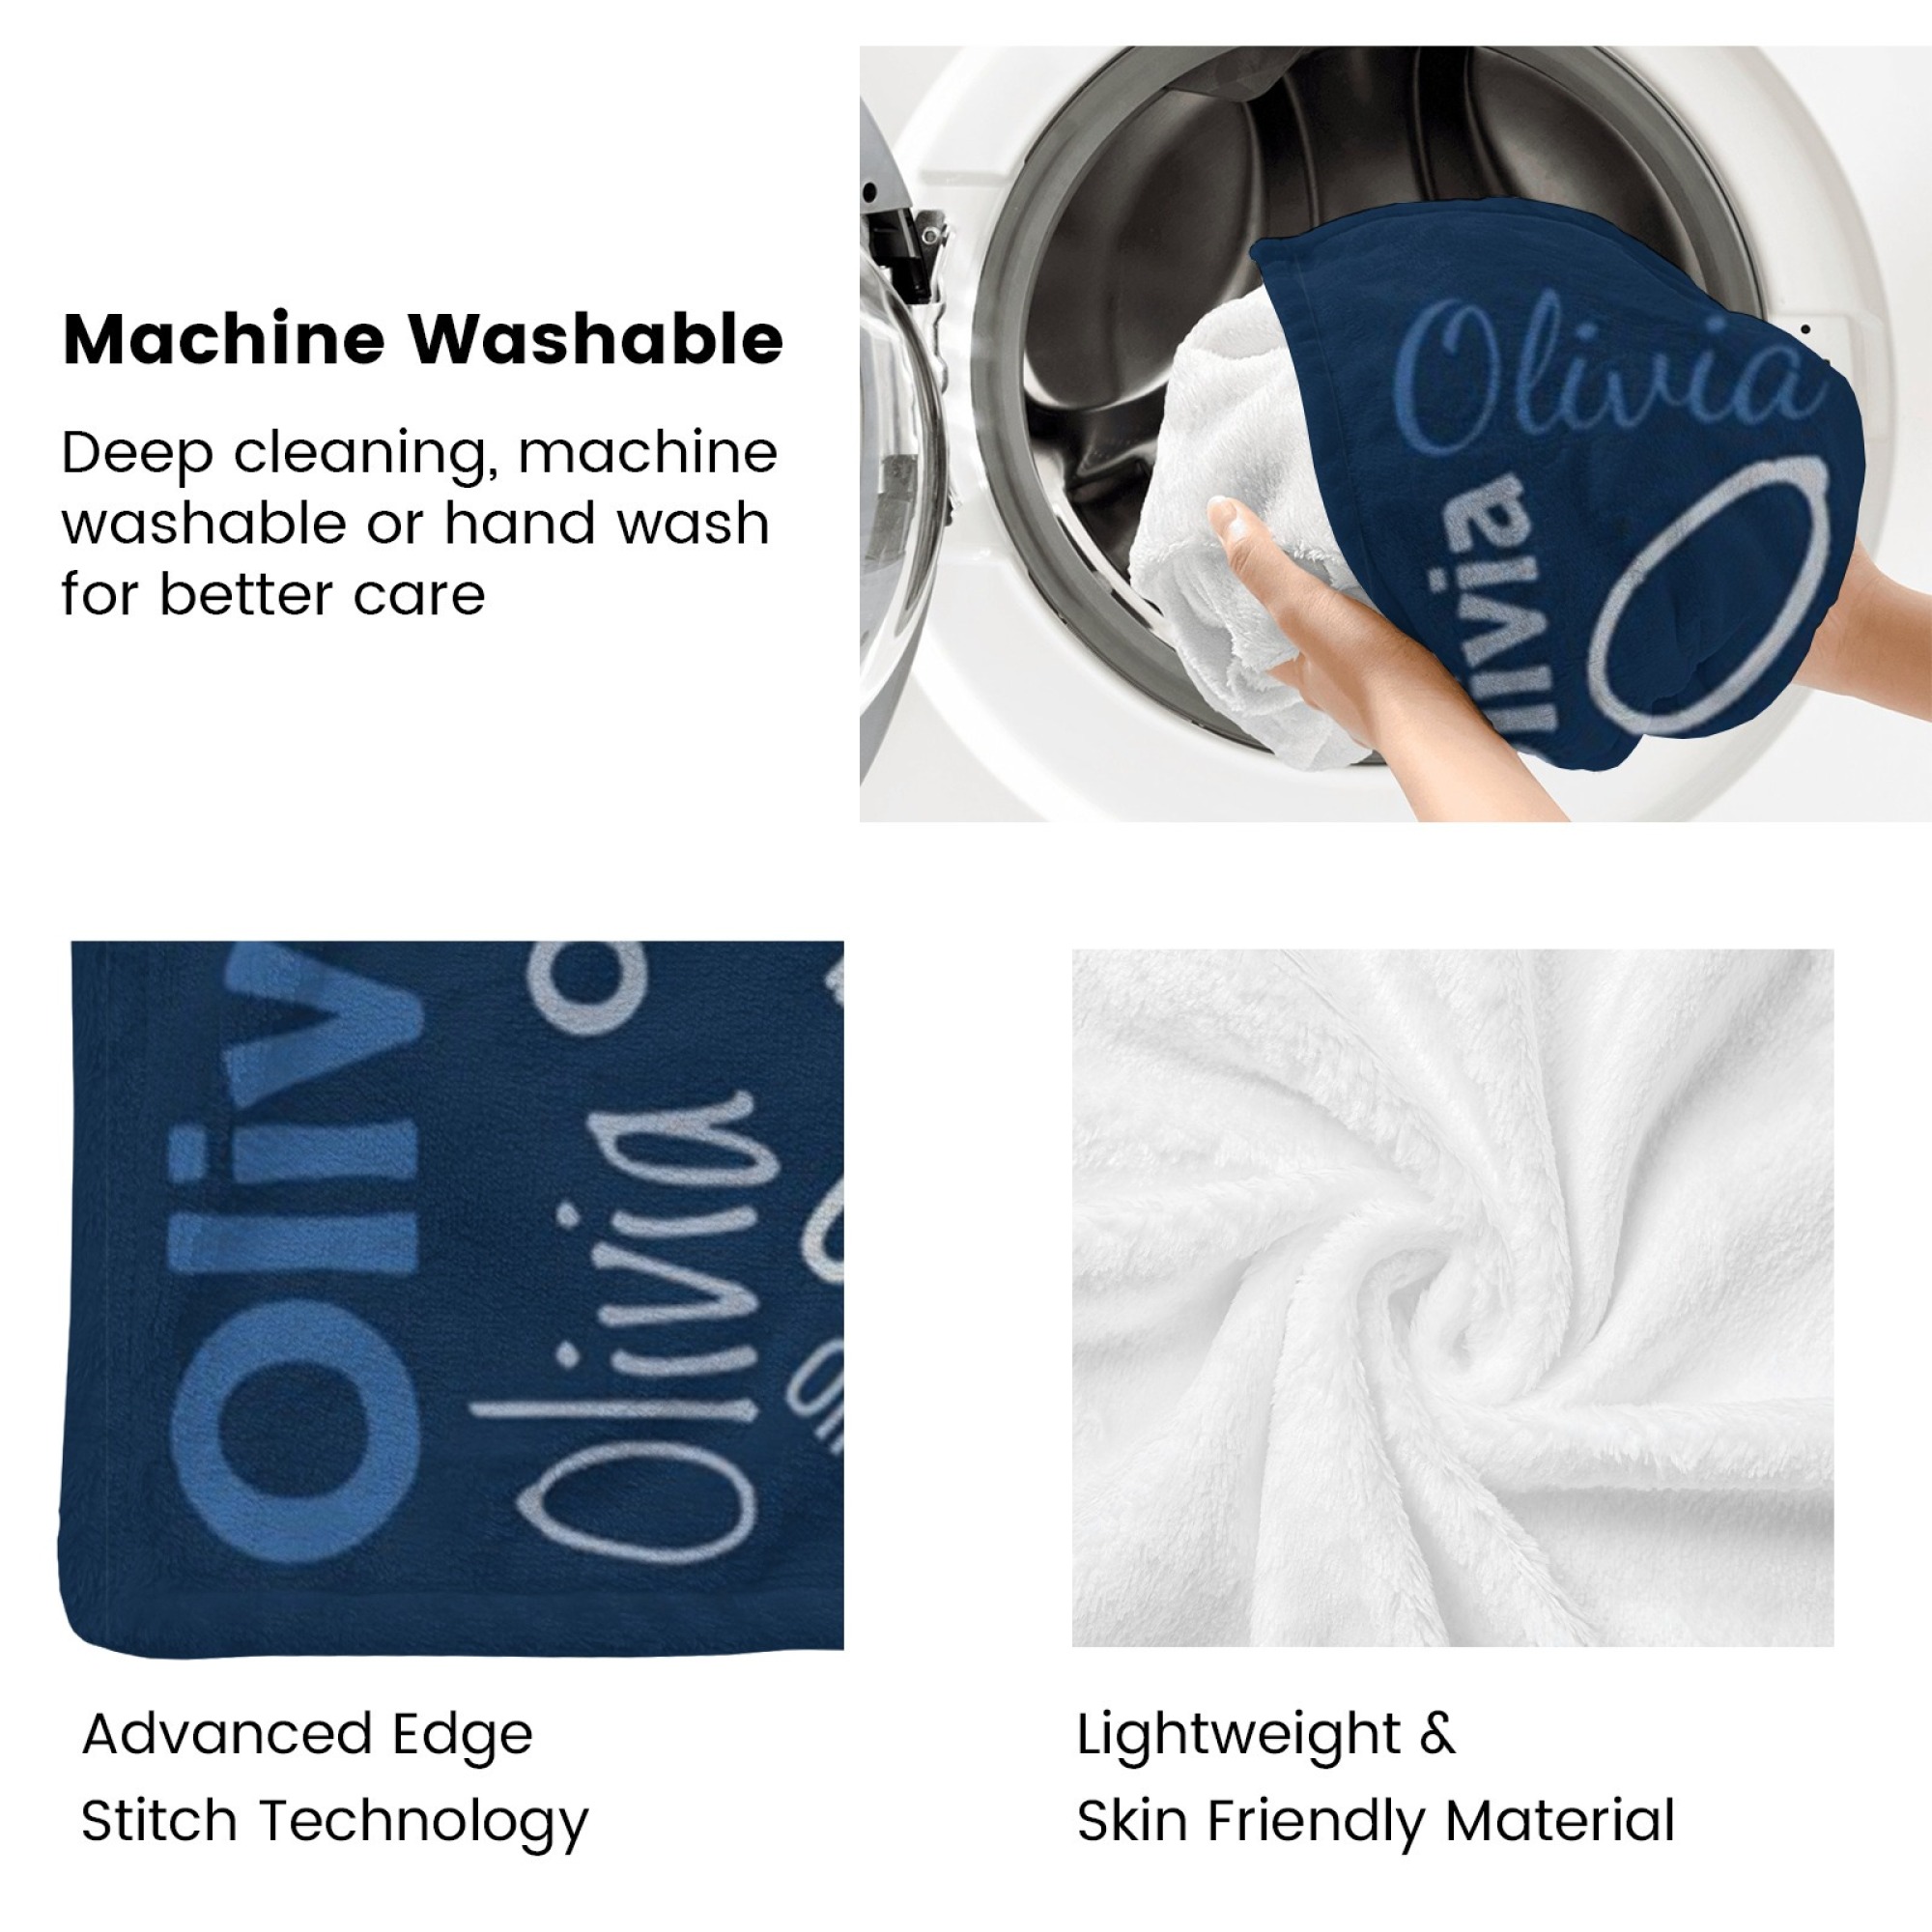 Machine Washable
Deep cleaning, machine
washable or hand wash
for better care
Olivia
ivia
O
Oliv
Olivia
Advanced Edge
Stitch Technology
Lightweight &
Skin Friendly Material